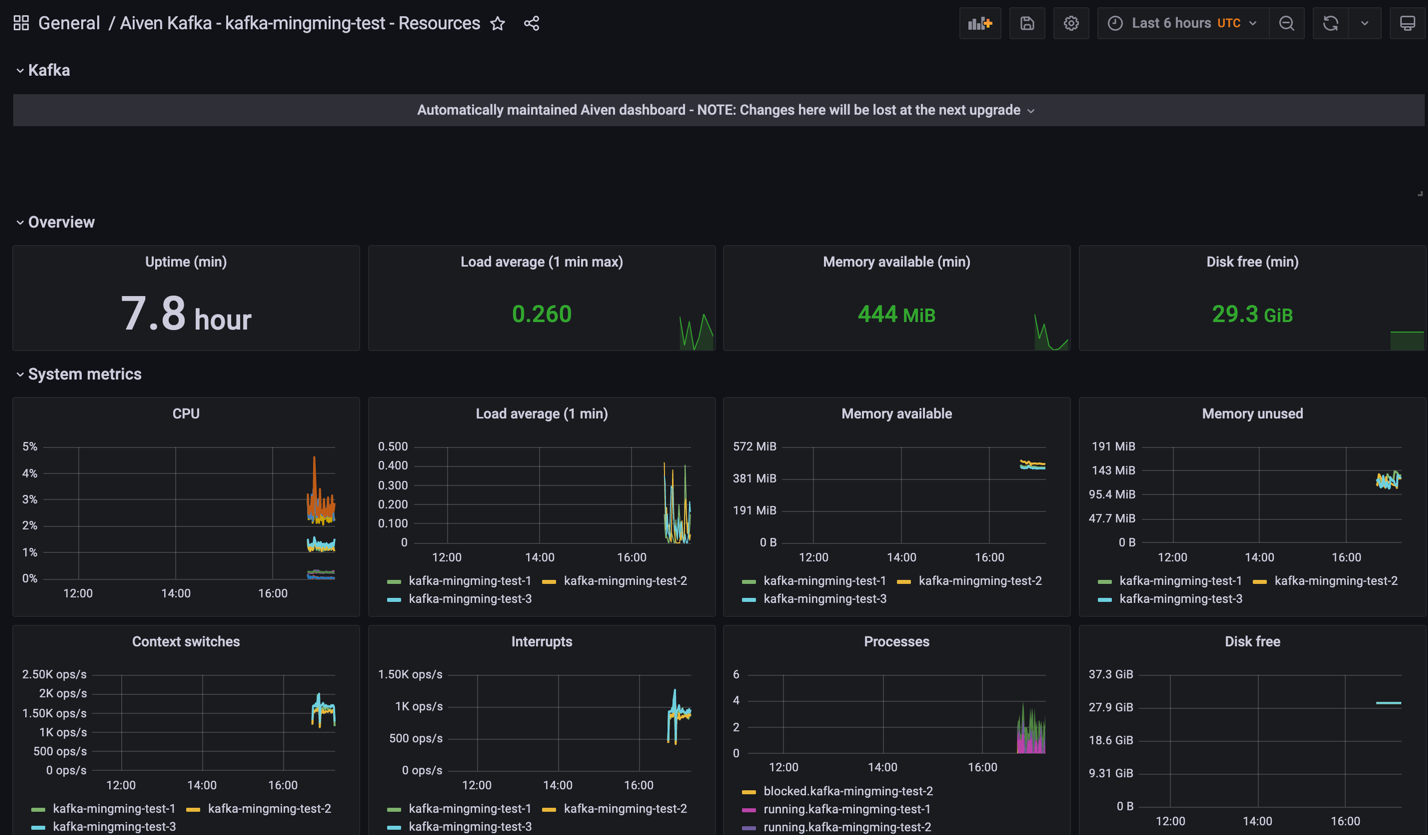 General / Aiven Kafka - kafka-mingming-test - Resources
Last 6 hours UTC
Kafka
Automatically maintained Aiven dashboard - NOTE: Changes here will be lost at the next upgrade
Overview
Uptime (min)
7.8 hour
Load average (1 min max)
0.260
Memory available (min)
444 MiB
Disk free (min)
29.3 GiB
System metrics
CPU
5%
4%
3%
2%
1%
0%
12:00 14:00 16:00
Load average (1 min)
0.500
0.400
0.300
0.200
0.100
0
12:00 14:00 16:00
kafka-mingming-test-1 kafka-mingming-test-2
kafka-mingming-test-3
Memory available
572 MiB
381 MiB
191 MiB
0 B
12:00 14:00 16:00
kafka-mingming-test-1 kafka-mingming-test-2
kafka-mingming-test-3
Memory unused
191 MiB
143 MiB
95.4 MiB
47.7 MiB
0 B
12:00 14:00 16:00
kafka-mingming-test-1 kafka-mingming-test-2
kafka-mingming-test-3
Context switches
2.50K ops/s
2K ops/s
1.50K ops/s
1K ops/s
500 ops/s
0 ops/s
12:00 14:00 16:00
kafka-mingming-test-1 kafka-mingming-test-2
kafka-mingming-test-3
Interrupts
1.50K ops/s
1K ops/s
500 ops/s
0 ops/s
12:00 14:00 16:00
kafka-mingming-test-1 kafka-mingming-test-2
kafka-mingming-test-3
Processes
6
4
2
0
12:00 14:00 16:00
blocked.kafka-mingming-test-2
running.kafka-mingming-test-1
running.kafka-mingming-test-2
Disk free
37.3 GiB
27.9 GiB
18.6 GiB
9.31 GiB
0 B
12:00 14:00 16:00